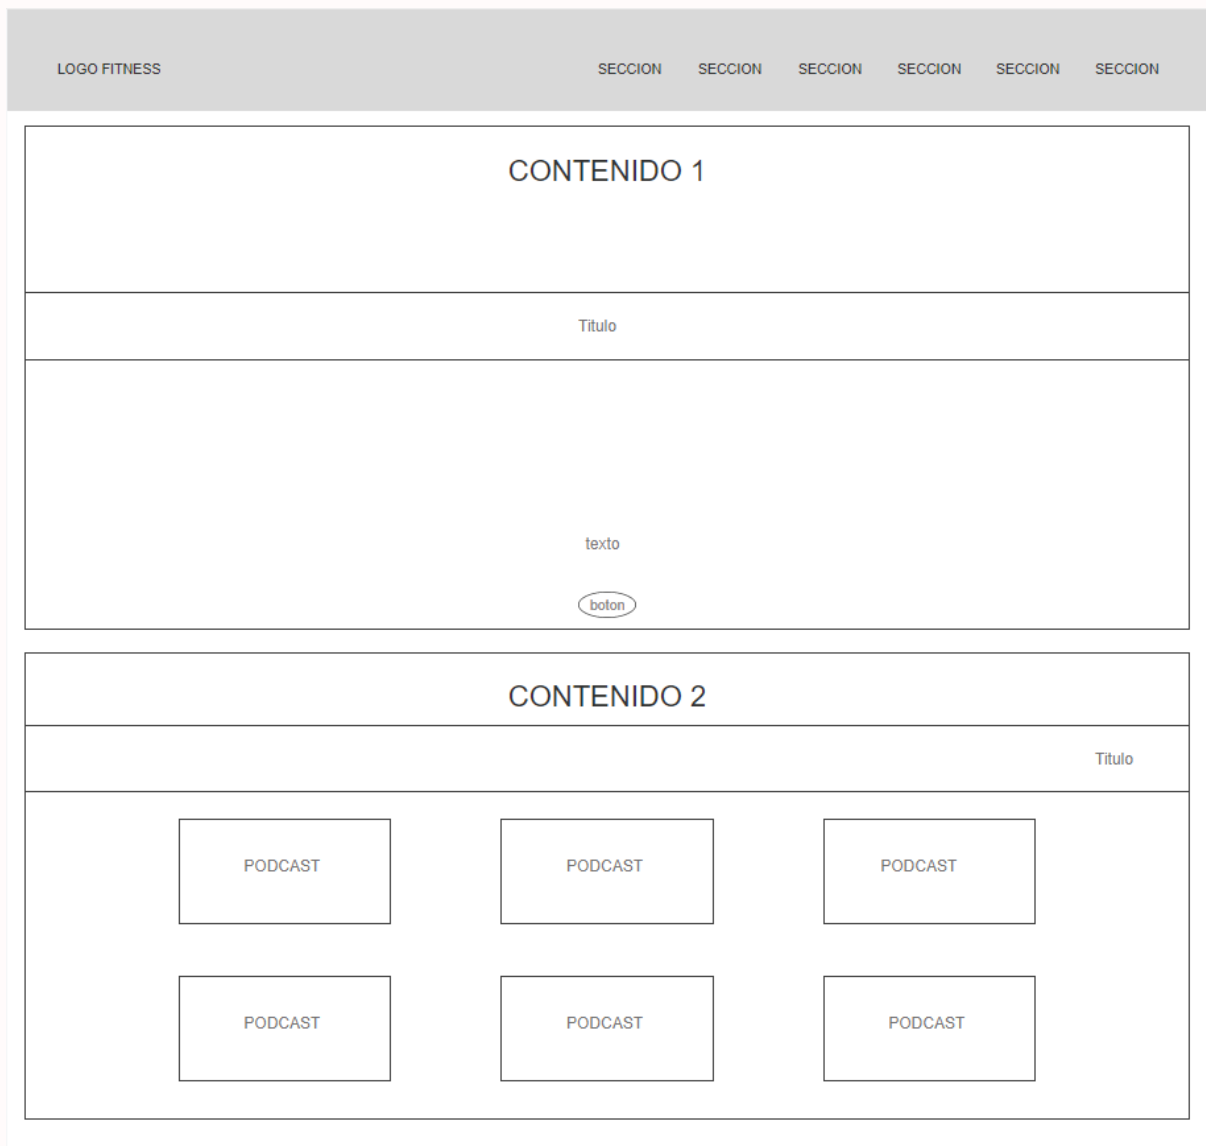 LOGO FITNESS SECCION SECCION SECCION SECCION SECCION SECCION
CONTENIDO 1
Titulo
texto
boton
CONTENIDO 2
Titulo
PODCAST PODCAST PODCAST
PODCAST PODCAST PODCAST